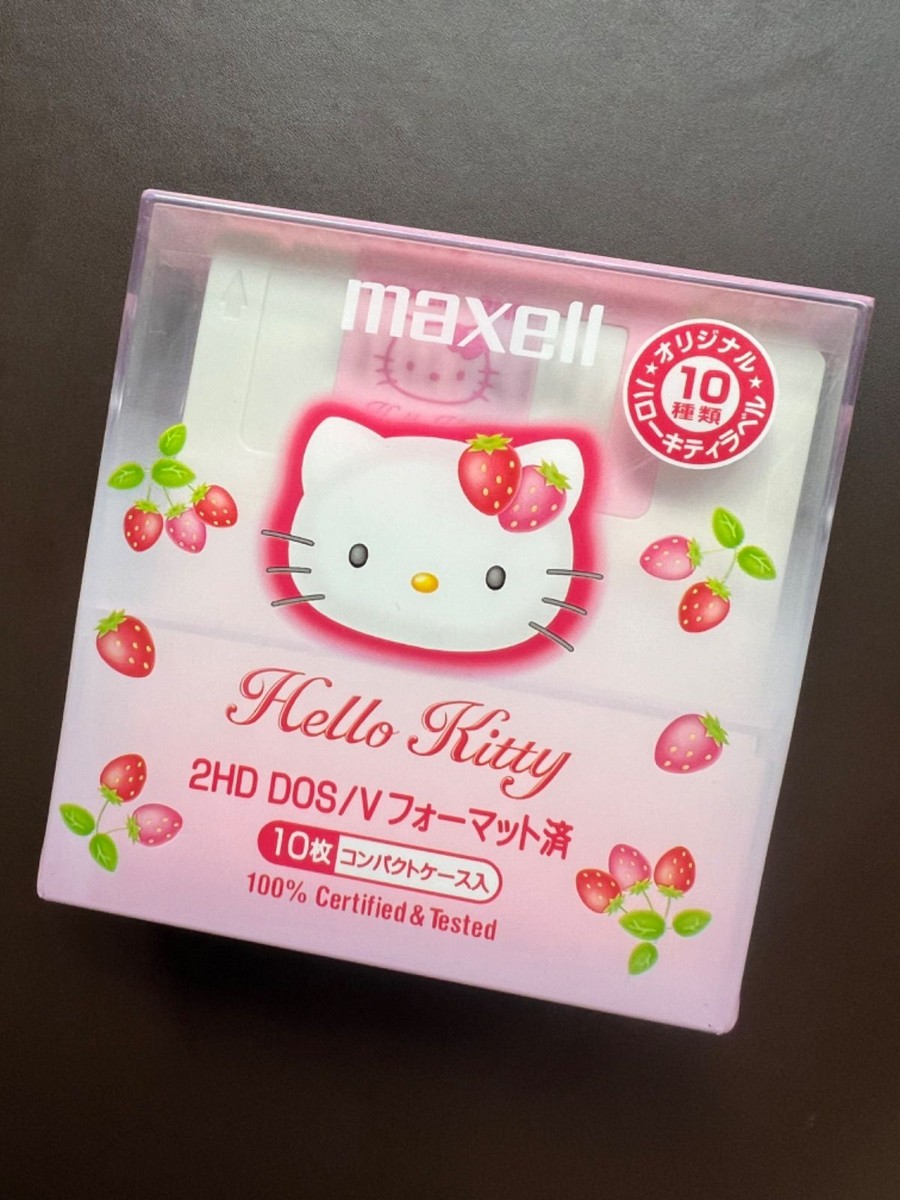 maxell
★オリジナル★
10
種類
ハローキティラベル
Hello Kitty
2HD DOS/Vフォーマット済
10枚 コンパクトケース入
100% Certified & Tested